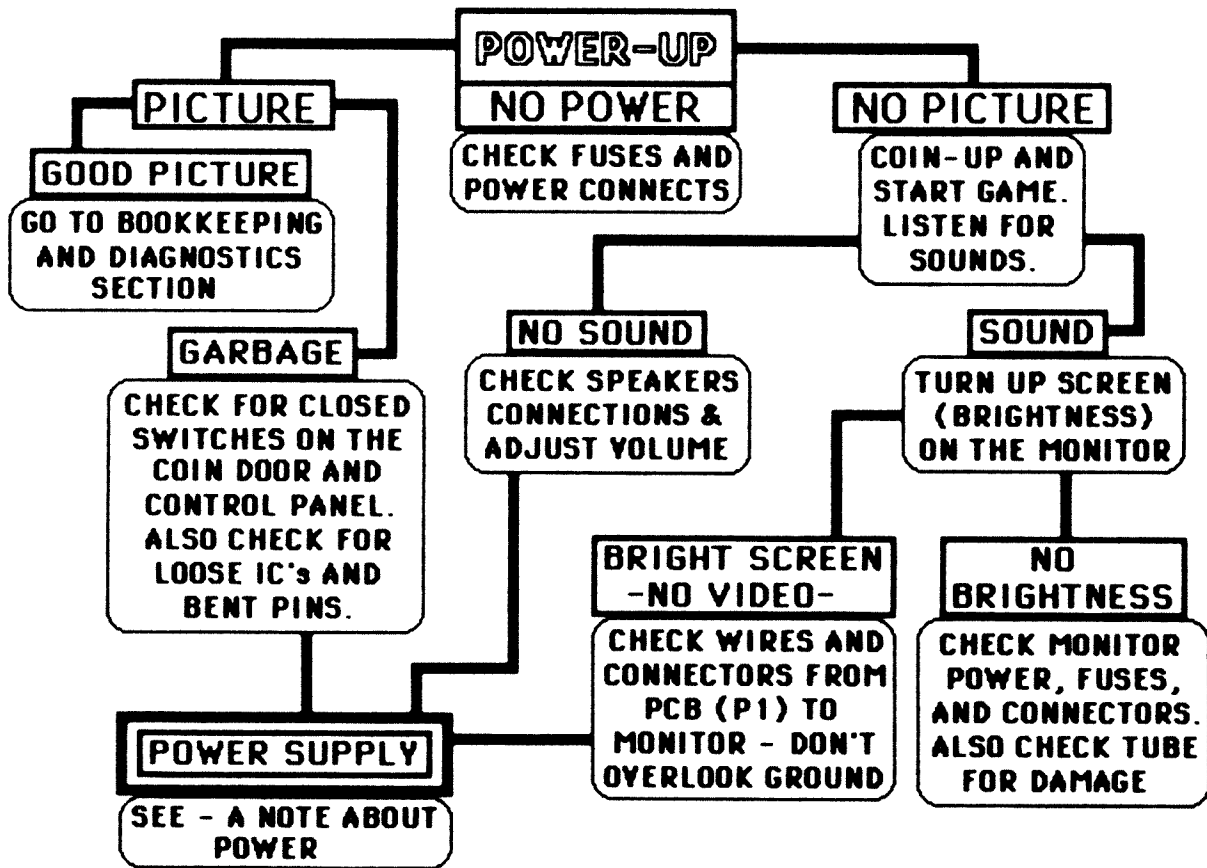 POWER-UP
NO POWER
CHECK FUSES AND
POWER CONNECTS
PICTURE
GOOD PICTURE
GO TO BOOKKEEPING
AND DIAGNOSTICS
SECTION
GARBAGE
CHECK FOR CLOSED
SWITCHES ON THE
COIN DOOR AND
CONTROL PANEL.
ALSO CHECK FOR
LOOSE IC's AND
BENT PINS.
NO PICTURE
COIN-UP AND
START GAME.
LISTEN FOR
SOUNDS.
NO SOUND
CHECK SPEAKERS
CONNECTIONS &
ADJUST VOLUME
SOUND
TURN UP SCREEN
(BRIGHTNESS)
ON THE MONITOR
BRIGHT SCREEN
-NO VIDEO-
CHECK WIRES AND
CONNECTORS FROM
PCB (P1) TO
MONITOR - DON'T
OVERLOOK GROUND
NO
BRIGHTNESS
CHECK MONITOR
POWER, FUSES,
AND CONNECTORS.
ALSO CHECK TUBE
FOR DAMAGE
POWER SUPPLY
SEE - A NOTE ABOUT
POWER